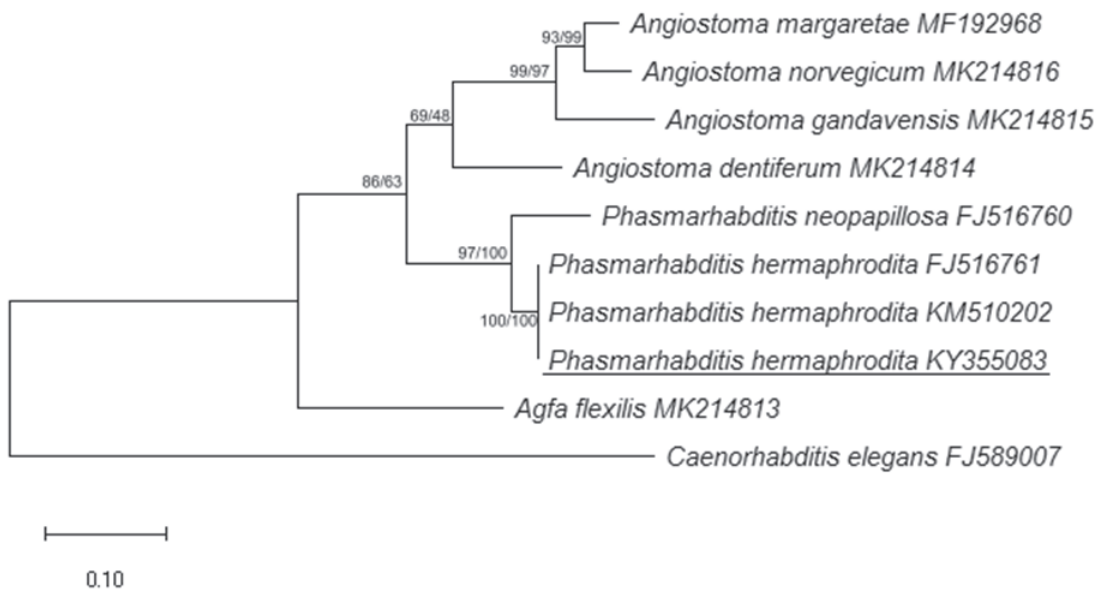 Angiostoma margaretae MF192968
93/99
Angiostoma norvegicum MK214816
99/97
Angiostoma gandavensis MK214815
69/48
Angiostoma dentiferum MK214814
86/63
Phasmarhabditis neopapillosa FJ516760
97/100
Phasmarhabditis hermaphrodita FJ516761
Phasmarhabditis hermaphrodita KM510202
100/100
Phasmarhabditis hermaphrodita KY355083
Agfa flexilis MK214813
Caenorhabditis elegans FJ589007
0.10